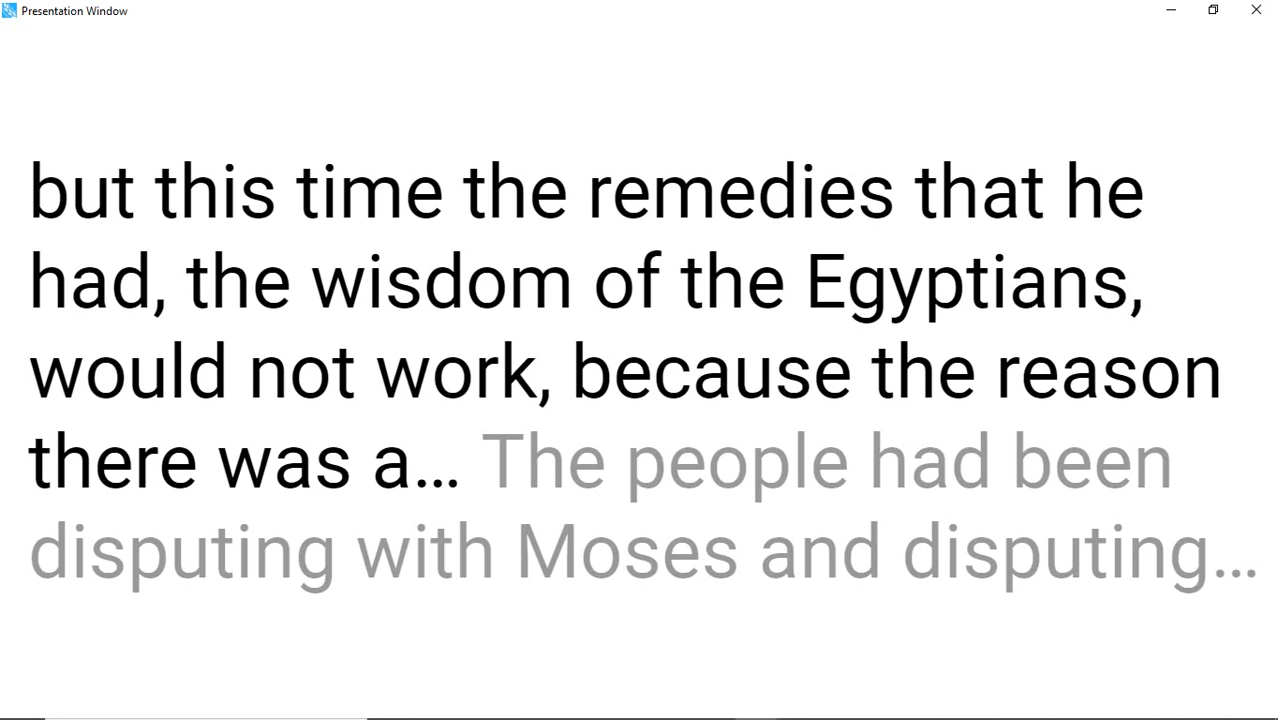 Presentation Window
but this time the remedies that he
had, the wisdom of the Egyptians,
would not work, because the reason
there was a... The people had been
disputing with Moses and disputing...